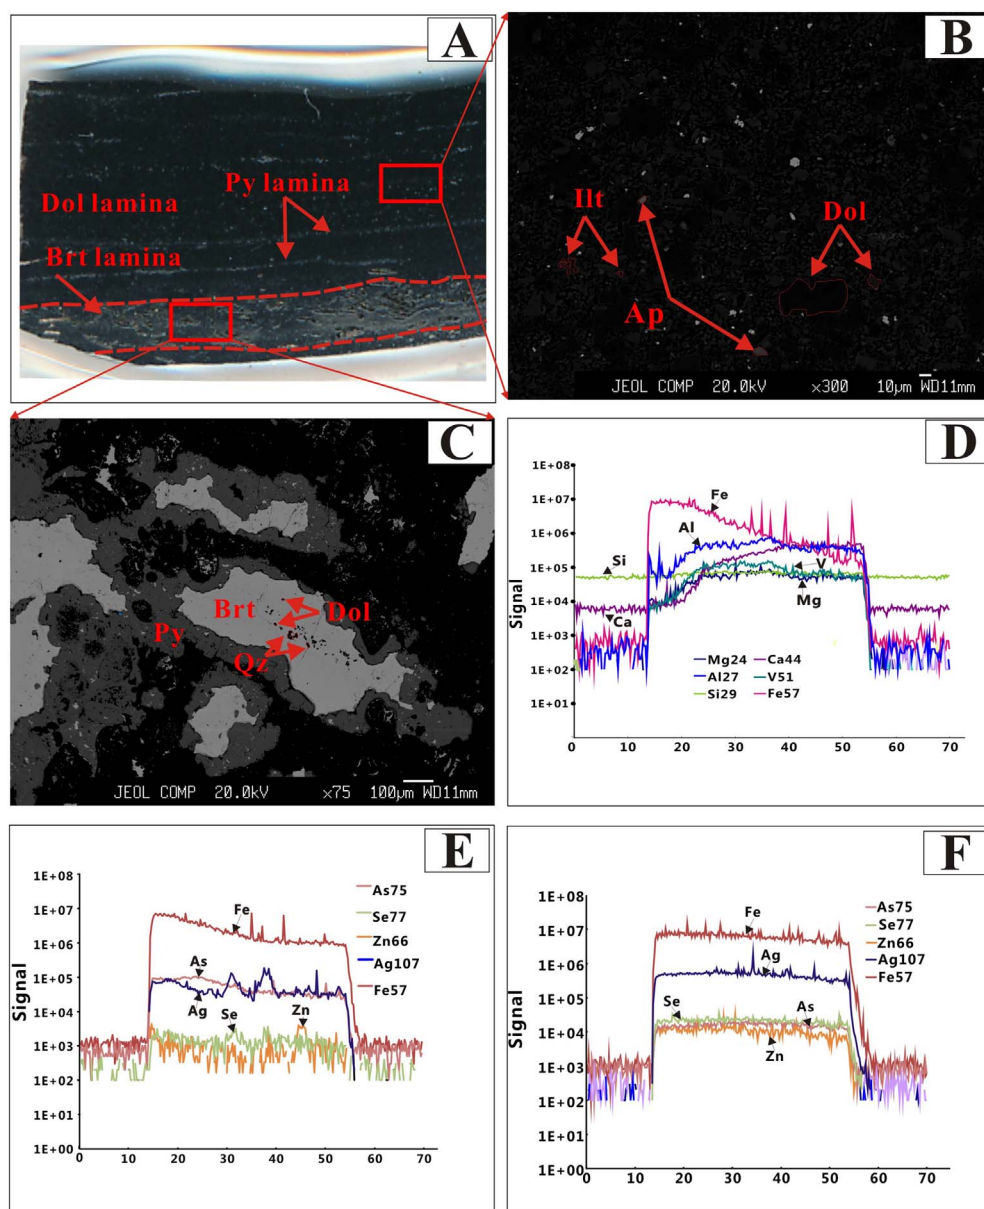 A
Dol lamina
Py lamina
Brt lamina
B
Ilt
Dol
Ap
JEOL COMP 20.0kV ×300 10μm WD11mm
C
Brt
Dol
Py
Qz
JEOL COMP 20.0kV ×75 100μm WD11mm
D
Signal
1E+08
1E+07
1E+06
1E+05
1E+04
1E+03
1E+02
1E+01
Fe
Al
Si
V
Mg
Ca
Mg24
Al27
Si29
Ca44
V51
Fe57
0 10 20 30 40 50 60 70
E
Signal
1E+08
1E+07
1E+06
1E+05
1E+04
1E+03
1E+02
1E+01
1E+00
Fe
As
Ag
Se
Zn
As75
Se77
Zn66
Ag107
Fe57
0 10 20 30 40 50 60 70
F
Signal
1E+08
1E+07
1E+06
1E+05
1E+04
1E+03
1E+02
1E+01
1E+00
Fe
Ag
Se
As
Zn
As75
Se77
Zn66
Ag107
Fe57
0 10 20 30 40 50 60 70